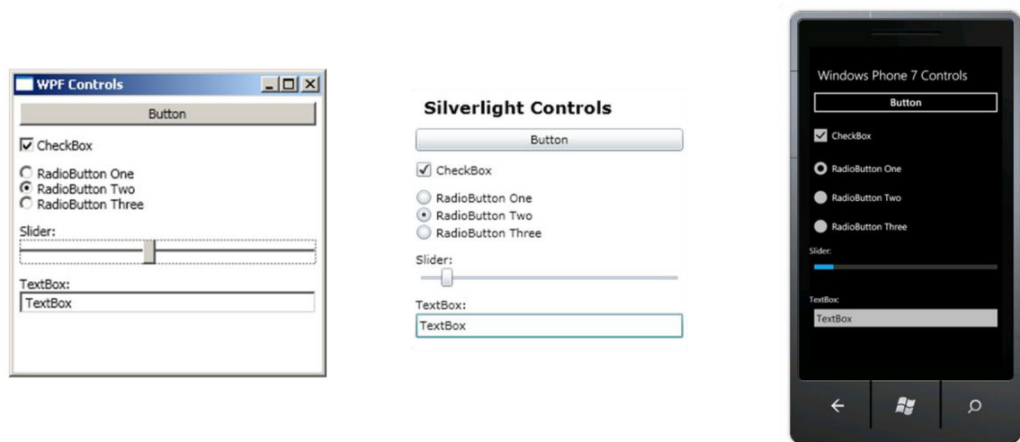 WPF Controls
Button
CheckBox
RadioButton One
RadioButton Two
RadioButton Three
Slider:
TextBox:
TextBox
Silverlight Controls
Button
CheckBox
RadioButton One
RadioButton Two
RadioButton Three
Slider:
TextBox:
TextBox
Windows Phone 7 Controls
Button
CheckBox
RadioButton One
RadioButton Two
RadioButton Three
Slider:
TextBox:
TextBox